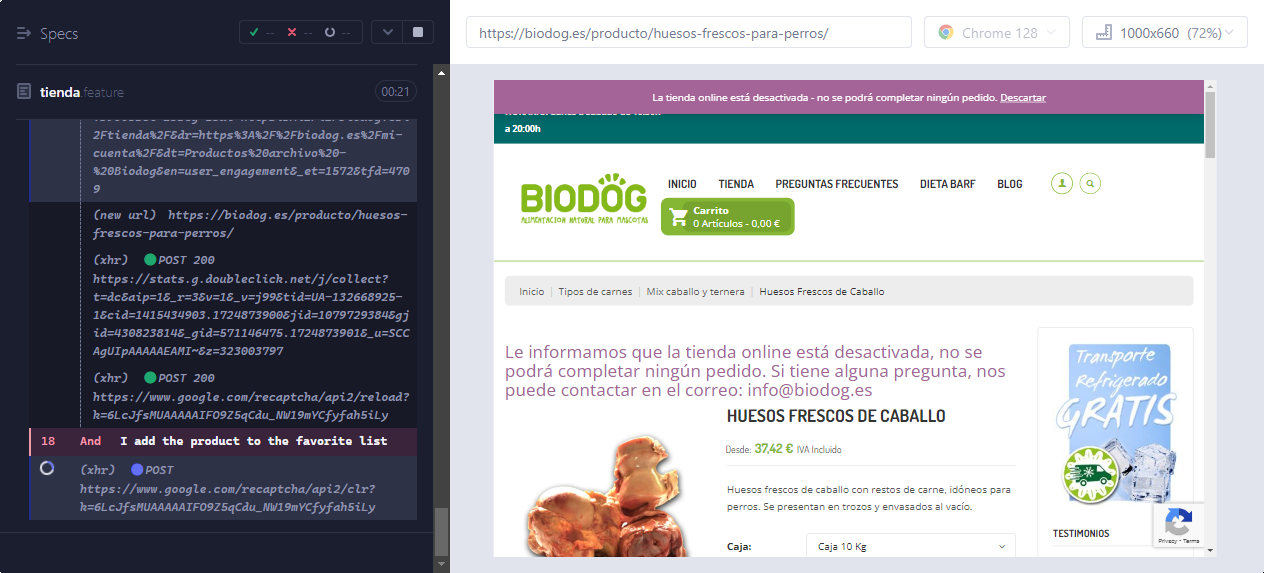 Specs
-- -- --
https://biodog.es/producto/huesos-frescos-para-perros/
Chrome 128
1000x660 (72%)
tienda.feature
00:21
2Ftienda%2F&dr=https%3A%2F%2Fbiodog.es%2Fmi-
cuenta%2F&dt=Productos%20archivo%20-
%20Biodog&en=user_engagement&_et=1572&tfd=470
9
(new url) https://biodog.es/producto/huesos-
frescos-para-perros/
(xhr) POST 200
https://stats.g.doubleclick.net/j/collect?
t=dc&aip=1&_r=3&v=1&_v=j99&tid=UA-132668925-
1&cid=1415434903.1724873900&jid=1079729384&gj
id=430823814&_gid=571146475.1724873901&_u=SCC
AgUIpAAAAAEAMI~&z=323003797
(xhr) POST 200
https://www.google.com/recaptcha/api2/reload?
k=6LcJfsMUAAAAAIFO9Z5qCdu_NW19mYCfyfah5iLy
18 And I add the product to the favorite list
(xhr) POST
https://www.google.com/recaptcha/api2/clr?
k=6LcJfsMUAAAAAIFO9Z5qCdu_NW19mYCfyfah5iLy
La tienda online está desactivada - no se podrá completar ningún pedido. Descartar
a 20:00h
BIODOG
ALIMENTACION NATURAL PARA MASCOTAS
INICIO TIENDA PREGUNTAS FRECUENTES DIETA BARF BLOG
Carrito
0 Artículos - 0,00 €
Inicio | Tipos de carnes | Mix caballo y ternera | Huesos Frescos de Caballo
Le informamos que la tienda online está desactivada, no se
podrá completar ningún pedido. Si tiene alguna pregunta, nos
puede contactar en el correo: info@biodog.es
HUESOS FRESCOS DE CABALLO
Desde: 37,42 € IVA Incluido
Huesos frescos de caballo con restos de carne, idóneos para
perros. Se presentan en trozos y envasados al vacío.
Caja: Caja 10 Kg
Transporte
Refrigerado
GRATIS
TESTIMONIOS
Privacy - Terms